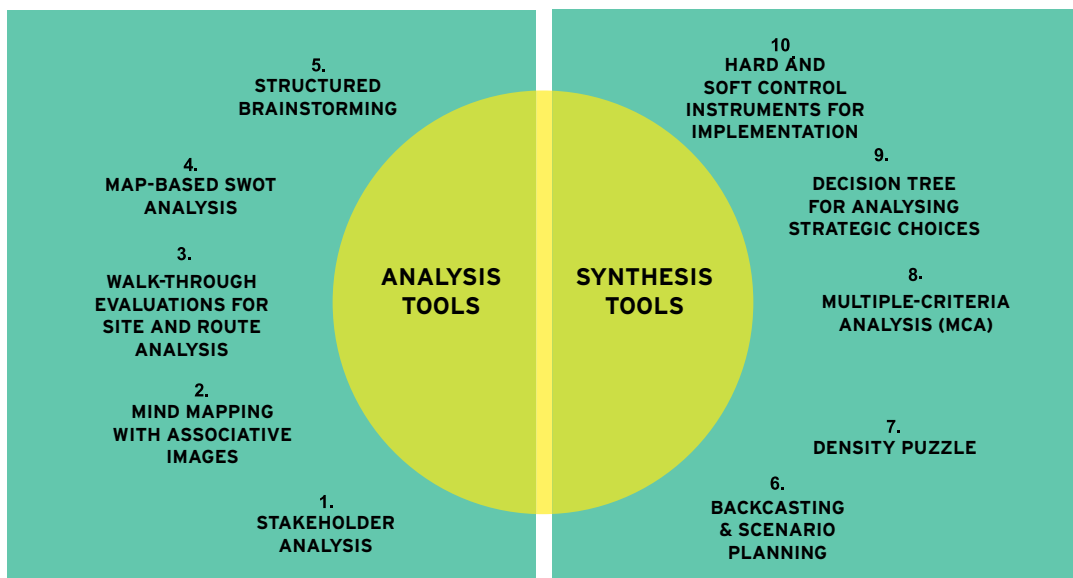 5.
STRUCTURED
BRAINSTORMING
4.
MAP-BASED SWOT
ANALYSIS
3.
WALK-THROUGH
EVALUATIONS FOR
SITE AND ROUTE
ANALYSIS
2.
MIND MAPPING
WITH ASSOCIATIVE
IMAGES
1.
STAKEHOLDER
ANALYSIS
ANALYSIS
TOOLS
SYNTHESIS
TOOLS
10.
HARD AND
SOFT CONTROL
INSTRUMENTS FOR
IMPLEMENTATION
9.
DECISION TREE
FOR ANALYSING
STRATEGIC CHOICES
8.
MULTIPLE-CRITERIA
ANALYSIS (MCA)
7.
DENSITY PUZZLE
6.
BACKCASTING
& SCENARIO
PLANNING